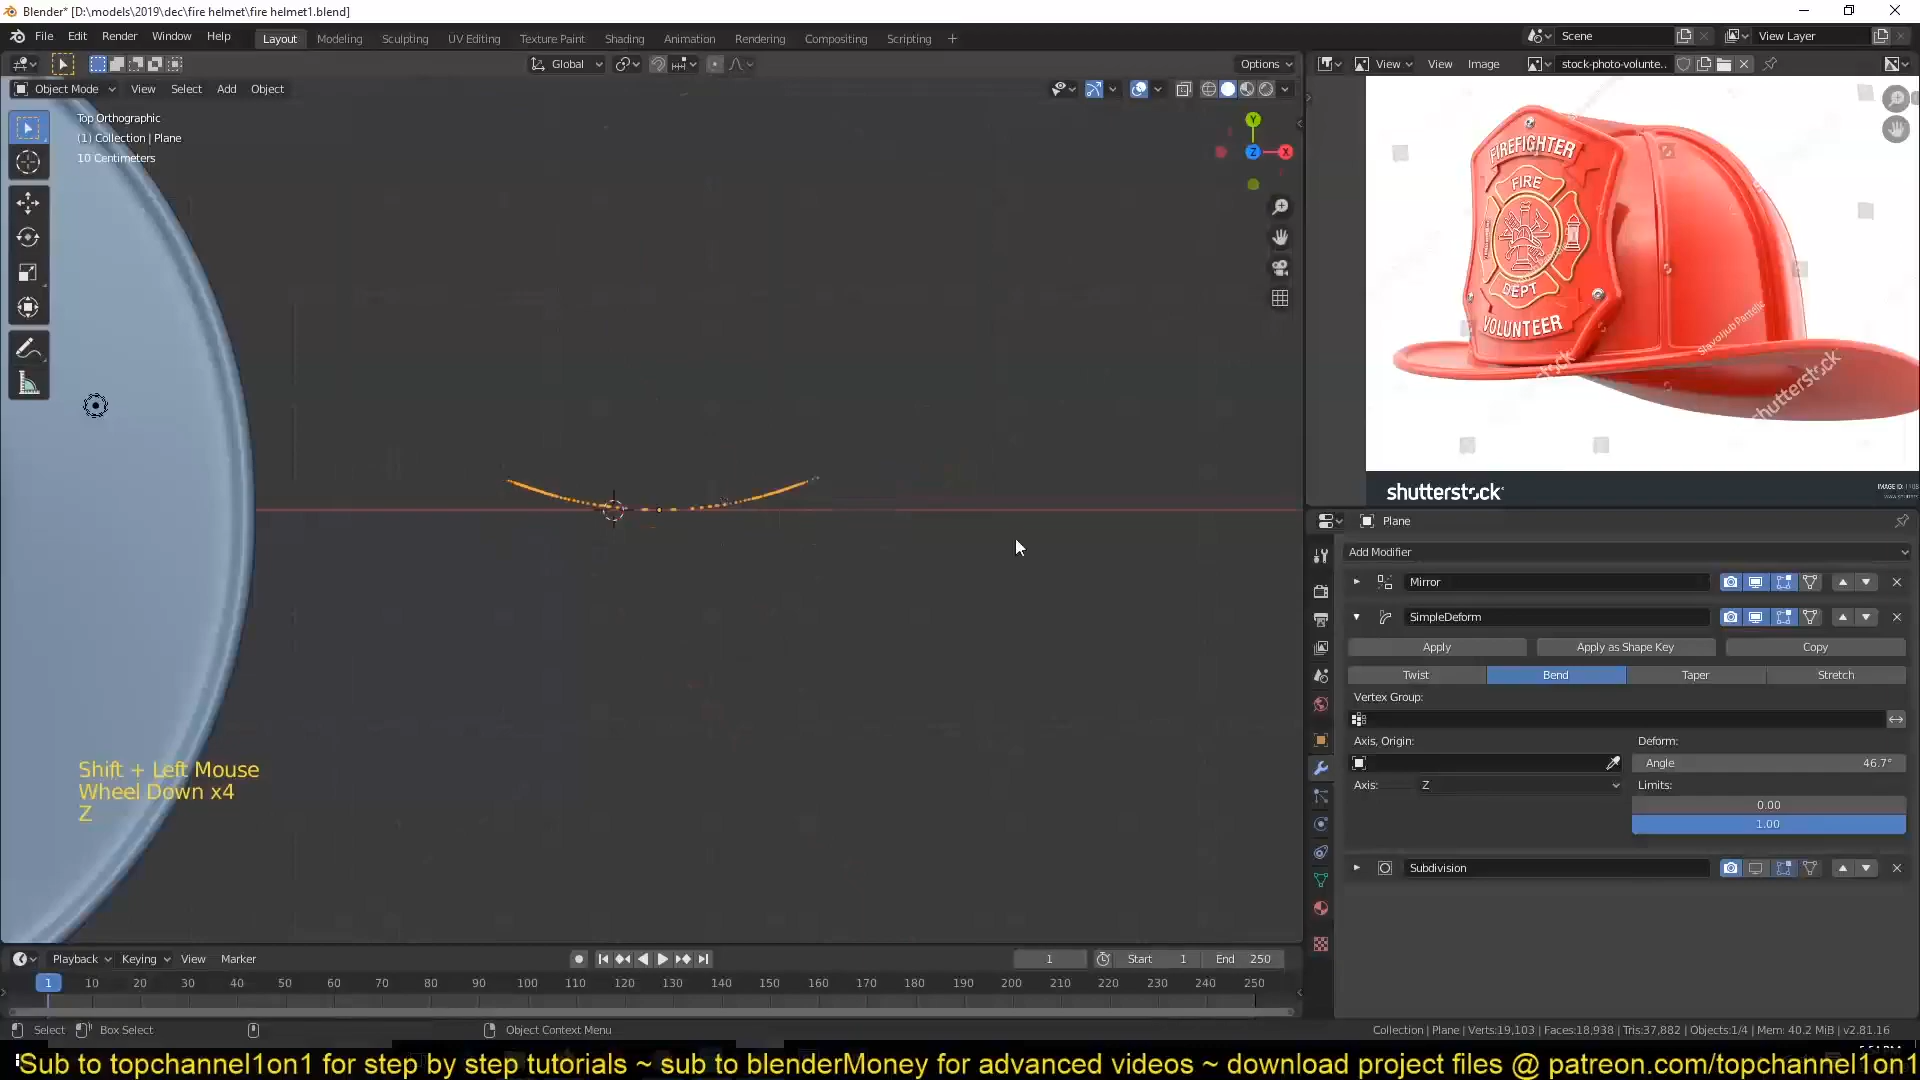 Blender* [D:\models\2019\dec\fire helmet\fire helmet1.blend]
File Edit Render Window Help
Layout Modeling Sculpting UV Editing Texture Paint Shading Animation Rendering Compositing Scripting
Scene
View Layer
Global
Options
View View Image stock-photo-volunte..
Object Mode View Select Add Object
Top Orthographic
(1) Collection | Plane
10 Centimeters
Y
Z
X
FIREFIGHTER
FIRE
DEPT
VOLUNTEER
Slavoljub Pantelic
shutterstock
shutterstock
shutterstock
Plane
Add Modifier
Mirror
SimpleDeform
Apply Apply as Shape Key Copy
Twist Bend Taper Stretch
Vertex Group:
Axis, Origin: Deform:
Angle 46.7°
Axis: Z Limits:
0.00
1.00
Subdivision
Shift + Left Mouse
Wheel Down x4
Z
Playback Keying View Marker
1 Start 1 End 250
1 10 20 30 40 50 60 70 80 90 100 110 120 130 140 150 160 170 180 190 200 210 220 230 240 250
Select Box Select Object Context Menu
Collection | Plane | Verts:19,103 | Faces:18,938 | Tris:37,882 | Objects:1/4 | Mem: 40.2 MiB | v2.81.16
Sub to topchannel1on1 for step by step tutorials ~ sub to blenderMoney for advanced videos ~ download project files @ patreon.com/topchannel1on1